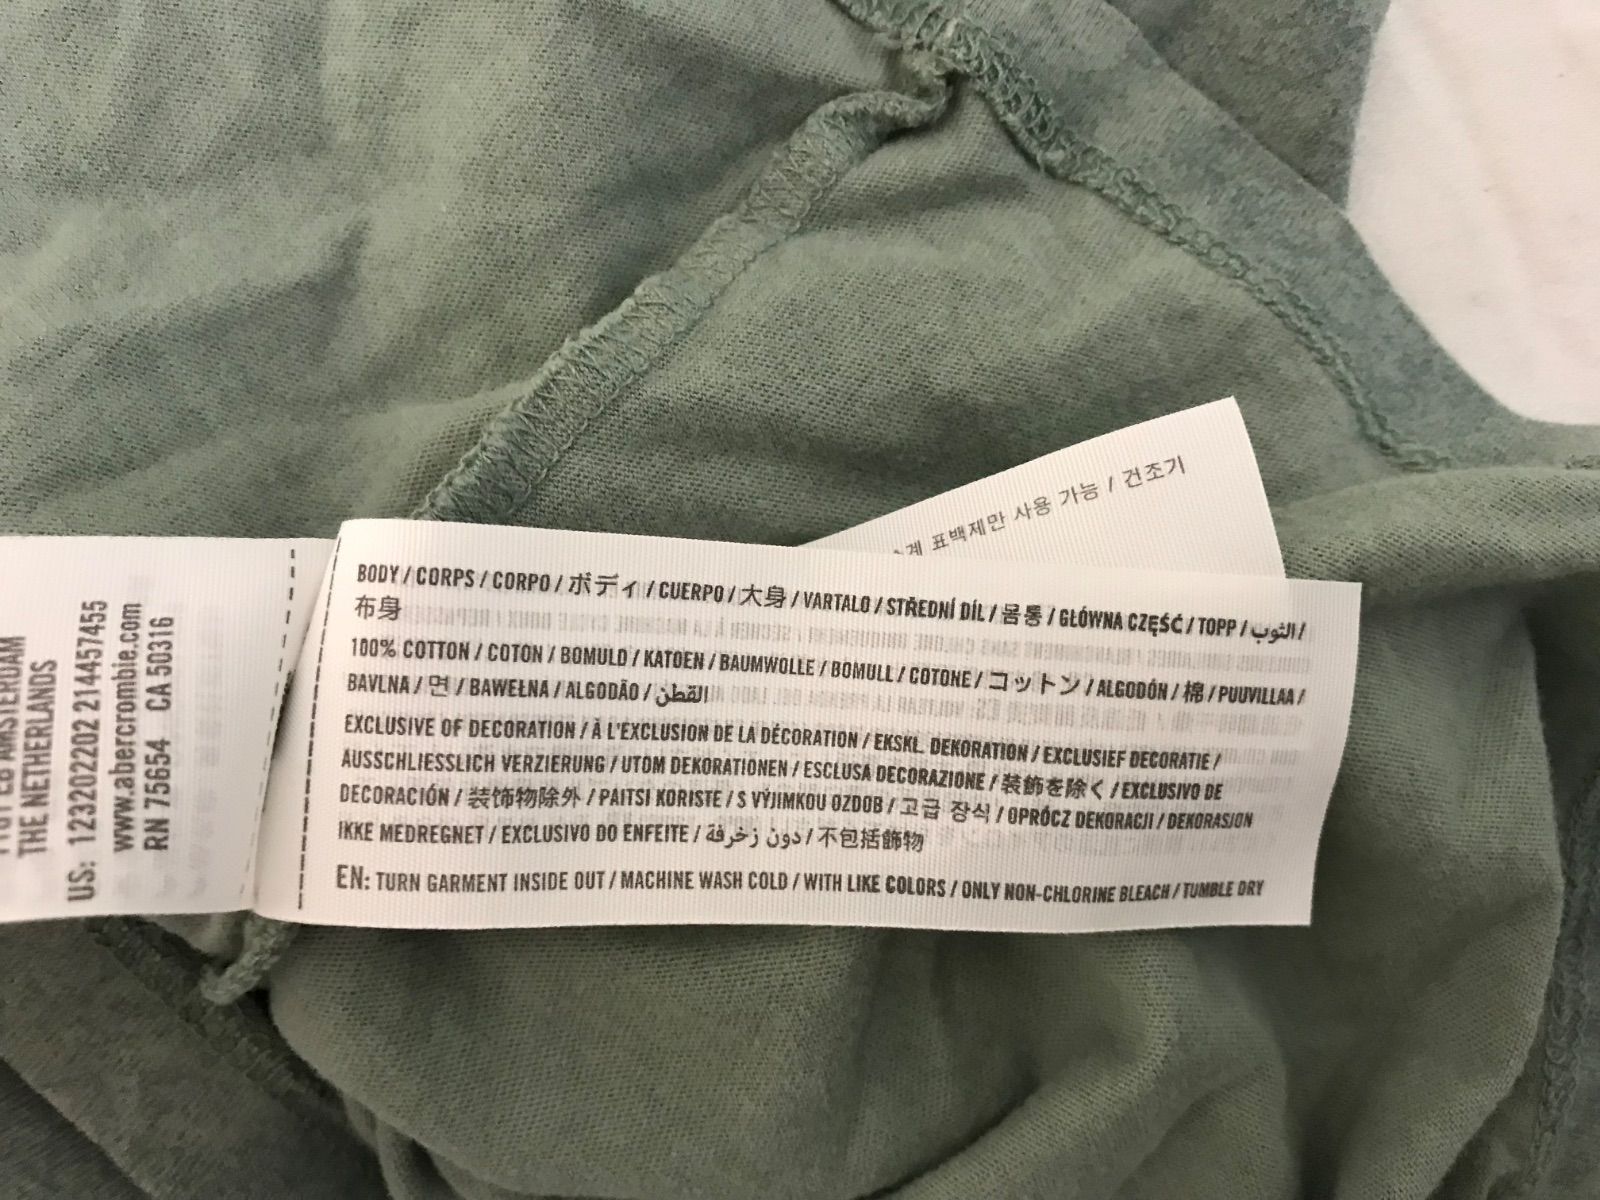 THE NETHERLANDS
US: 1232022022 214457455
www.abercrombie.com
RN 75654 CA 50316
표백제만 사용 가능 / 건조기
BODY / CORPS / CORPO / ボディ / CUERPO / 大身 / VARTALO / STŘEDNÍ DÍL / 몸통 / GŁÓWNA CZĘŚĆ / TOPP / الثوب /
布身
100% COTTON / COTON / BOMULD / KATOEN / BAUMWOLLE / BOMULL / COTONE / コットン / ALGODÓN / 棉 / PUUVILLAA /
BAVLNA / 면 / BAWEŁNA / ALGODÃO / القطن
EXCLUSIVE OF DECORATION / À L'EXCLUSION DE LA DÉCORATION / EKSKL. DEKORATION / EXCLUSIEF DECORATIE /
AUSSCHLIESSLICH VERZIERUNG / UTOM DEKORATIONEN / ESCLUSA DECORAZIONE / 装飾を除く / EXCLUSIVO DE
DECORACIÓN / 装饰物除外 / PAITSI KORISTE / S VÝJIMKOU OZDOB / 고급 장식 / OPRÓCZ DEKORACJI / DEKORASJON
IKKE MEDREGNET / EXCLUSIVO DO ENFEITE / دون زخرفة / 不包括飾物
EN: TURN GARMENT INSIDE OUT / MACHINE WASH COLD / WITH LIKE COLORS / ONLY NON-CHLORINE BLEACH / TUMBLE DRY